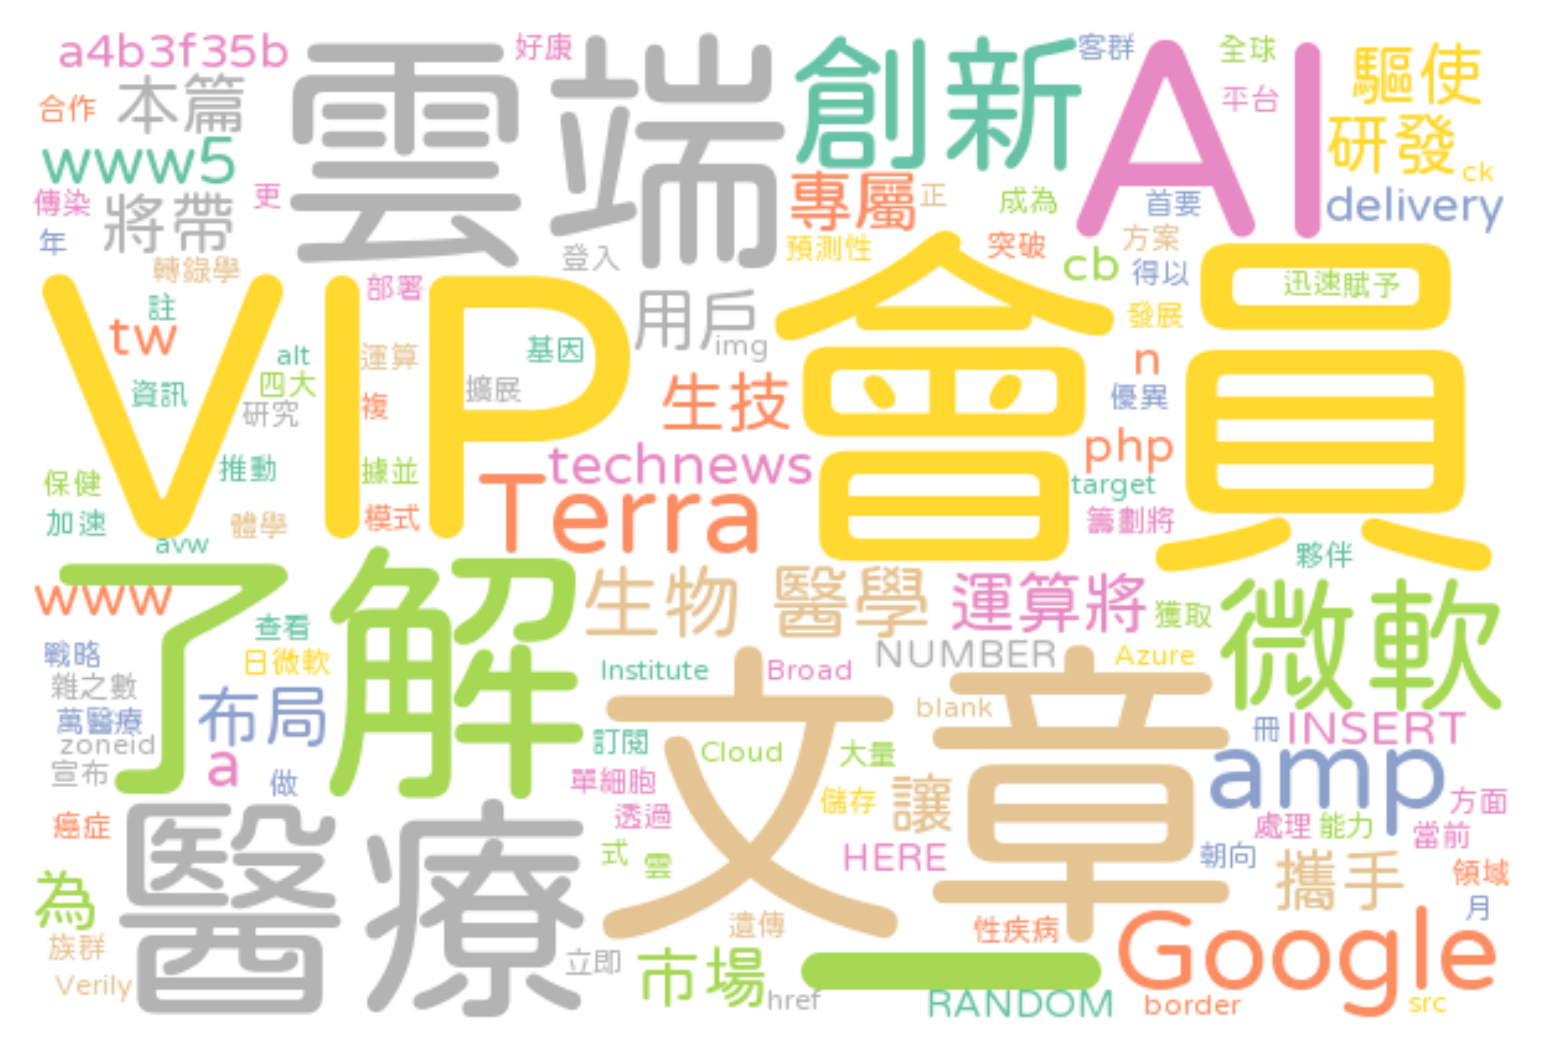 a4b3f35b
雲端
好康
創新
客群
AI
全球
驅使
合作
本篇
平台
研發
www5
專屬
正
成為
首要
ck
傳染
將帶
更
delivery
年
登入
預測性
突破
方案
轉錄學
cb
得以
VIP
部署
會員
迅速賦予
註
用戶
發展
tw
img
alt
運算
基因
n
資訊
四大
擴展
生技
優異
研究
複
php
保健
推動
據並
technews
target
加速
體學
模式
Terra
籌劃將
avw
夥伴
www
了解
生物
醫學
運算將
獲取
微軟
查看
戰略
日微軟
Institute
Broad
NUMBER
Azure
雜之數
布局
文章
blank
萬醫療
冊
INSERT
zoneid
訂閱
Cloud
大量
宣布
a
做
單細胞
amp
癌症
醫療
透過
儲存
讓
方面
處理
能力
當前
式
雲
HERE
朝向
攜手
領域
為
月
族群
遺傳
性疾病
Google
Verily
立即
市場
一
href
RANDOM
border
src